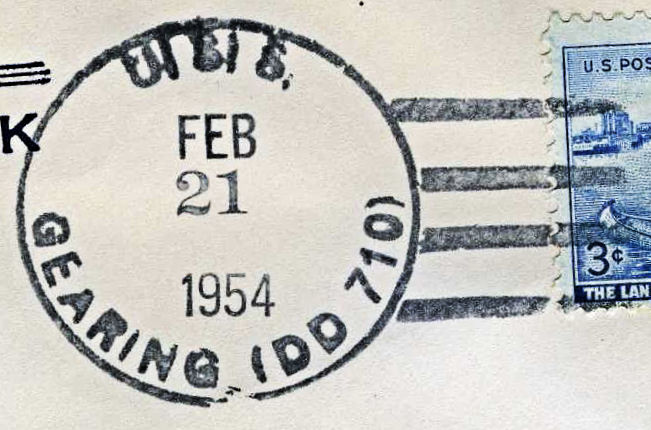 U.S.S.
FEB
21
1954
GEARING (DD 710)
K
U.S. POS
3¢
THE LAN